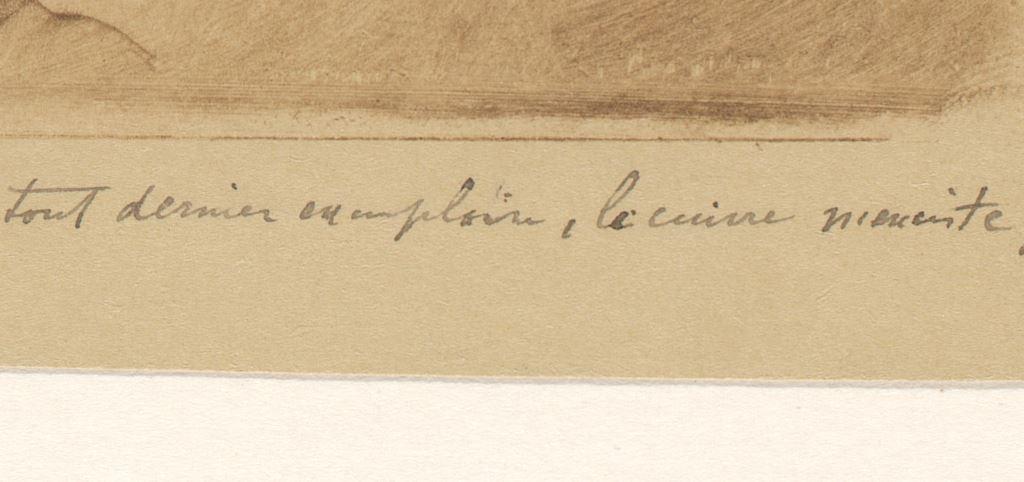 tout dernier exemplaire, le cuivre n'existe